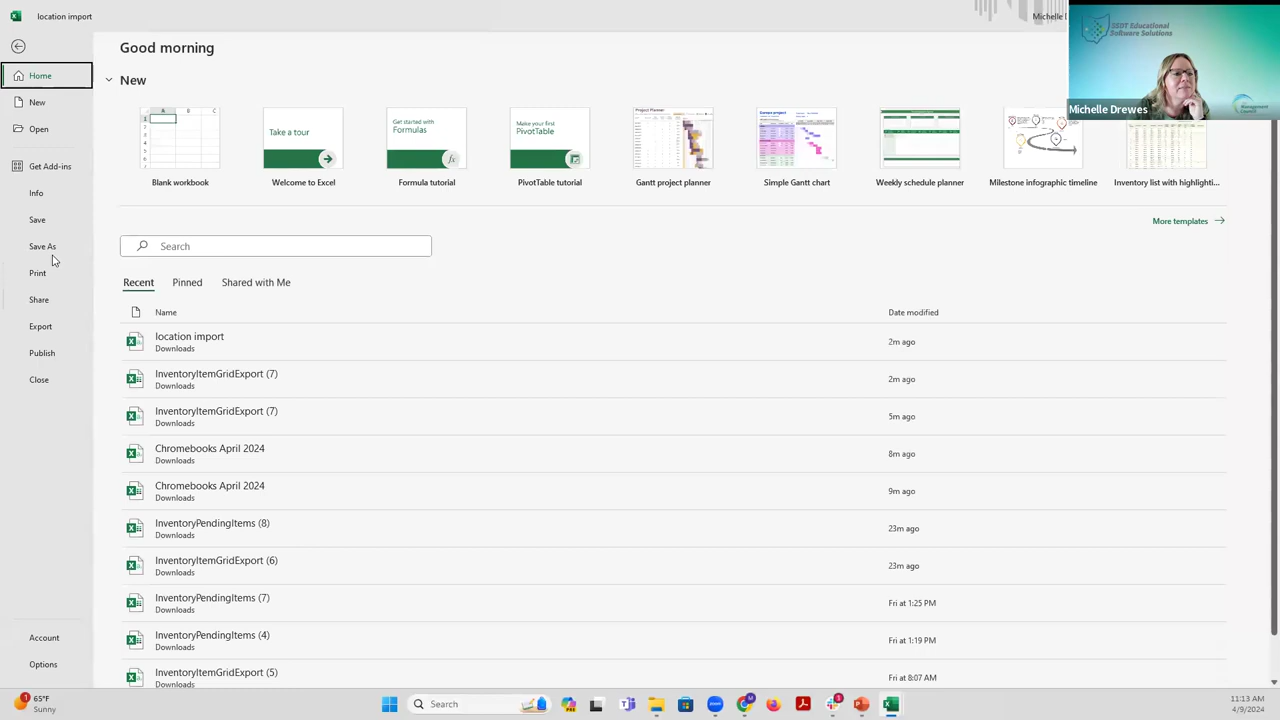 location import
Michelle D
SSDT Educational
Software Solutions
Management
Council
Michelle Drewes
Good morning
Home
New
Open
Get Add-ins
Info
Save
Save As
Print
Share
Export
Publish
Close
Account
Options
New
Take a tour
Get started with
Formulas
Make your first
PivotTable
Project Planner
Blank workbook
Welcome to Excel
Formula tutorial
PivotTable tutorial
Gantt project planner
Simple Gantt chart
Weekly schedule planner
Milestone infographic timeline
Inventory list with highlighti...
More templates
Search
Recent Pinned Shared with Me
Name Date modified
location import
Downloads
2m ago
InventoryItemGridExport (7)
Downloads
2m ago
InventoryItemGridExport (7)
Downloads
5m ago
Chromebooks April 2024
Downloads
8m ago
Chromebooks April 2024
Downloads
9m ago
InventoryPendingItems (8)
Downloads
23m ago
InventoryItemGridExport (6)
Downloads
23m ago
InventoryPendingItems (7)
Downloads
Fri at 1:25 PM
InventoryPendingItems (4)
Downloads
Fri at 1:19 PM
InventoryItemGridExport (5)
Downloads
Fri at 8:07 AM
1
65°F
Sunny
Search
zoom
11:13 AM
4/9/2024